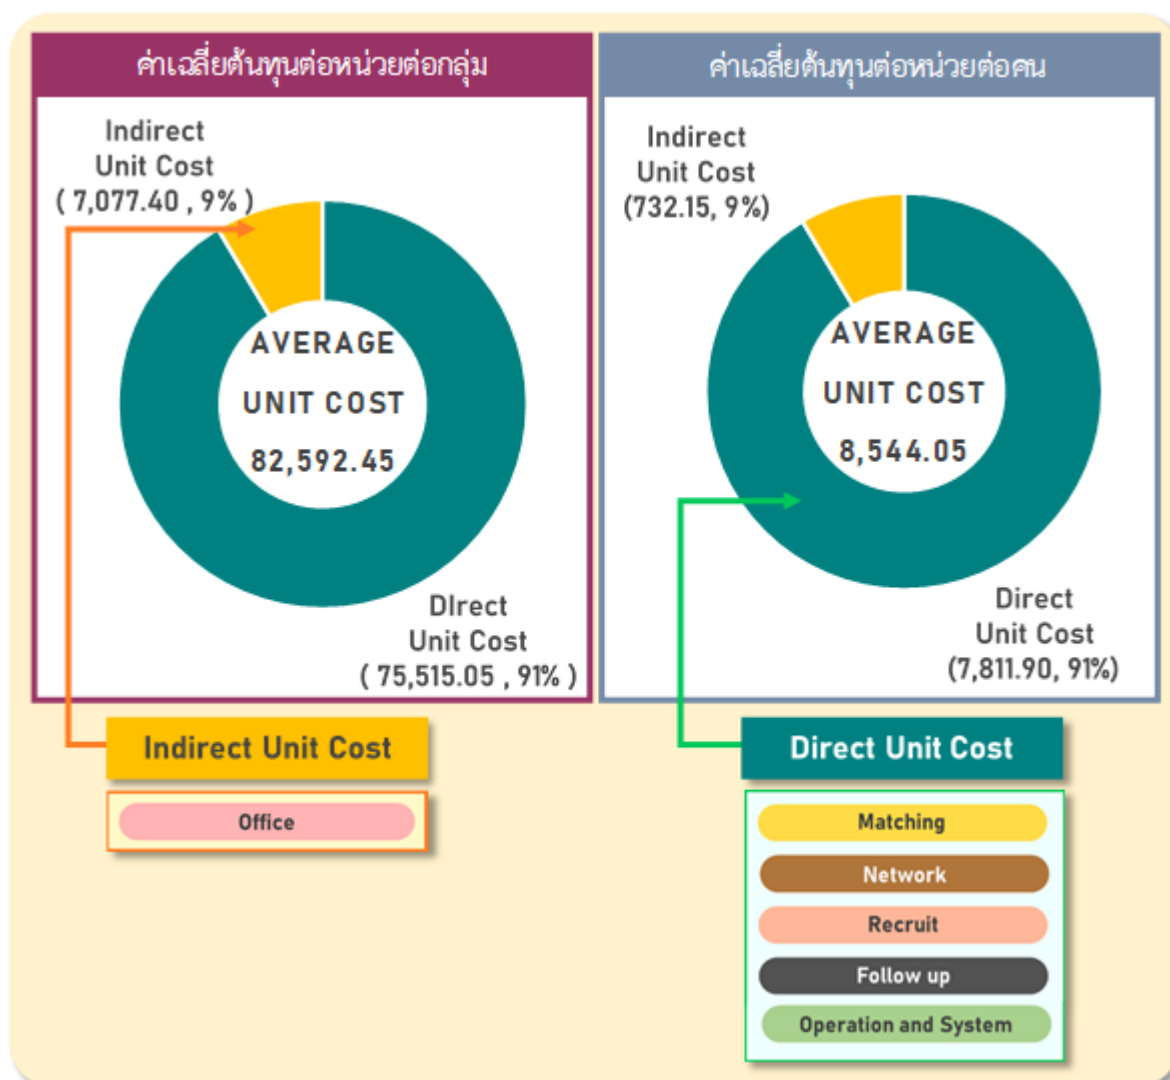 ค่าเฉลี่ยต้นทุนต่อหน่วยต่อกลุ่ม
Indirect
Unit Cost
( 7,077.40 , 9% )
AVERAGE
UNIT COST
82,592.45
DIrect
Unit Cost
( 75,515.05 , 91% )
ค่าเฉลี่ยต้นทุนต่อหน่วยต่อคน
Indirect
Unit Cost
(732.15, 9%)
AVERAGE
UNIT COST
8,544.05
Direct
Unit Cost
(7,811.90, 91%)
Indirect Unit Cost
Office
Direct Unit Cost
Matching
Network
Recruit
Follow up
Operation and System